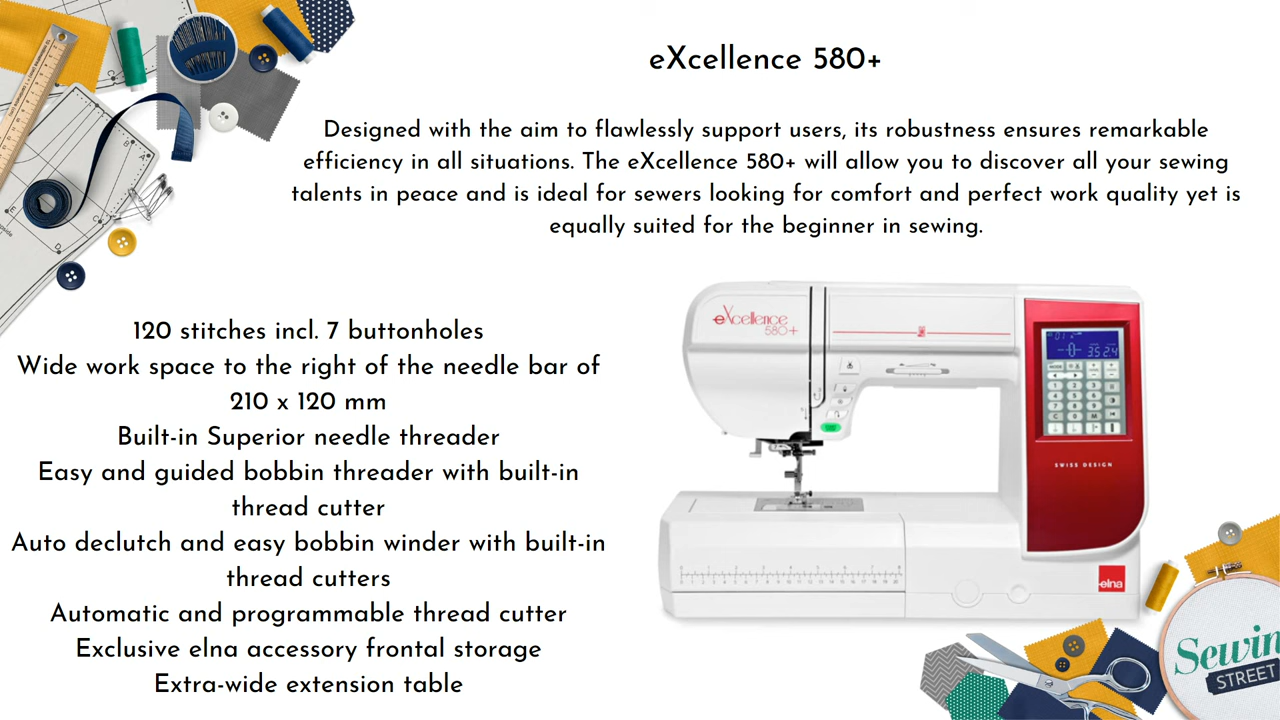 eXcellence 580+
Designed with the aim to flawlessly support users, its robustness ensures remarkable
efficiency in all situations. The eXcellence 580+ will allow you to discover all your sewing
talents in peace and is ideal for sewers looking for comfort and perfect work quality yet is
equally suited for the beginner in sewing.
120 stitches incl. 7 buttonholes
Wide work space to the right of the needle bar of
210 x 120 mm
Built-in Superior needle threader
Easy and guided bobbin threader with built-in
thread cutter
Auto declutch and easy bobbin winder with built-in
thread cutters
Automatic and programmable thread cutter
Exclusive elna accessory frontal storage
Extra-wide extension table
eXcellence
580+
SWISS DESIGN
elna
Sewin
STREET